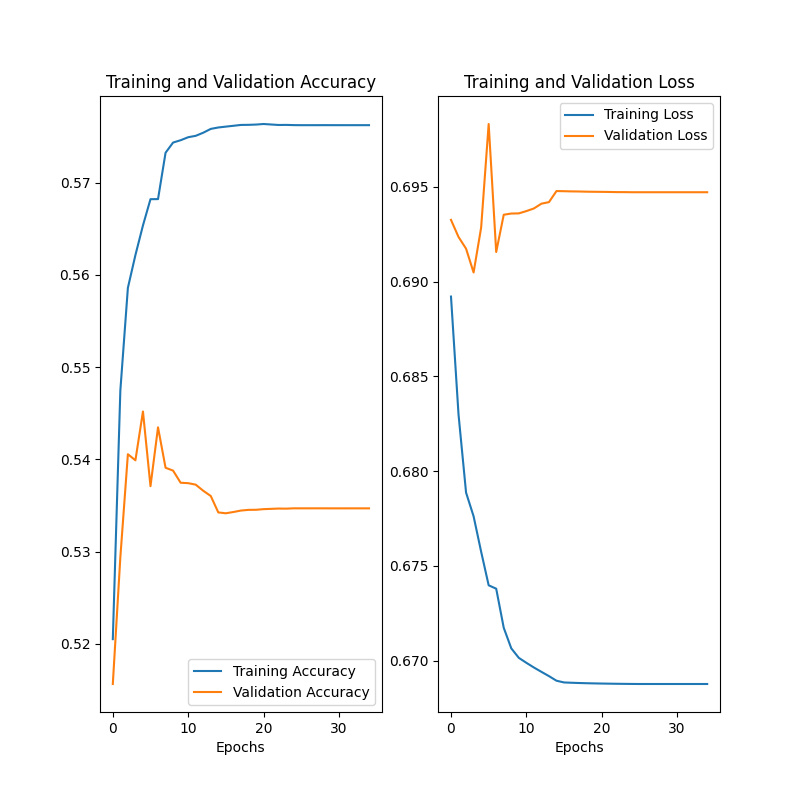 Training and Validation Accuracy
0.57
0.56
0.55
0.54
0.53
0.52
Training Accuracy
Validation Accuracy
0 10 20 30
Epochs
Training and Validation Loss
Training Loss
Validation Loss
0.695
0.690
0.685
0.680
0.675
0.670
0 10 20 30
Epochs